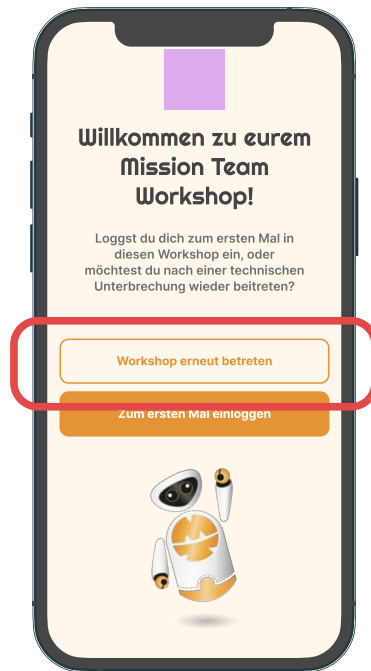 Willkommen zu eurem
Mission Team
Workshop!
Loggst du dich zum ersten Mal in
diesen Workshop ein, oder
möchtest du nach einer technischen
Unterbrechung wieder beitreten?
Workshop erneut betreten
Zum ersten Mal einloggen